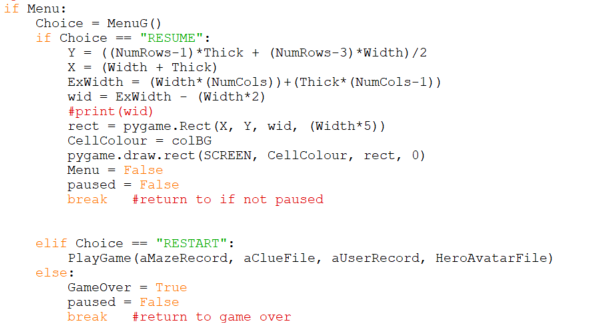 if Menu:
    Choice = MenuG()
    if Choice == "RESUME":
        Y = ((NumRows-1)*Thick + (NumRows-3)*Width)/2
        X = (Width + Thick)
        ExWidth = (Width*(NumCols))+(Thick*(NumCols-1))
        wid = ExWidth - (Width*2)
        #print(wid)
        rect = pygame.Rect(X, Y, wid, (Width*5))
        CellColour = colBG
        pygame.draw.rect(SCREEN, CellColour, rect, 0)
        Menu = False
        paused = False
        break   #return to if not paused
    elif Choice == "RESTART":
        PlayGame(aMazeRecord, aClueFile, aUserRecord, HeroAvatarFile)
    else:
        GameOver = True
        paused = False
        break   #return to game over